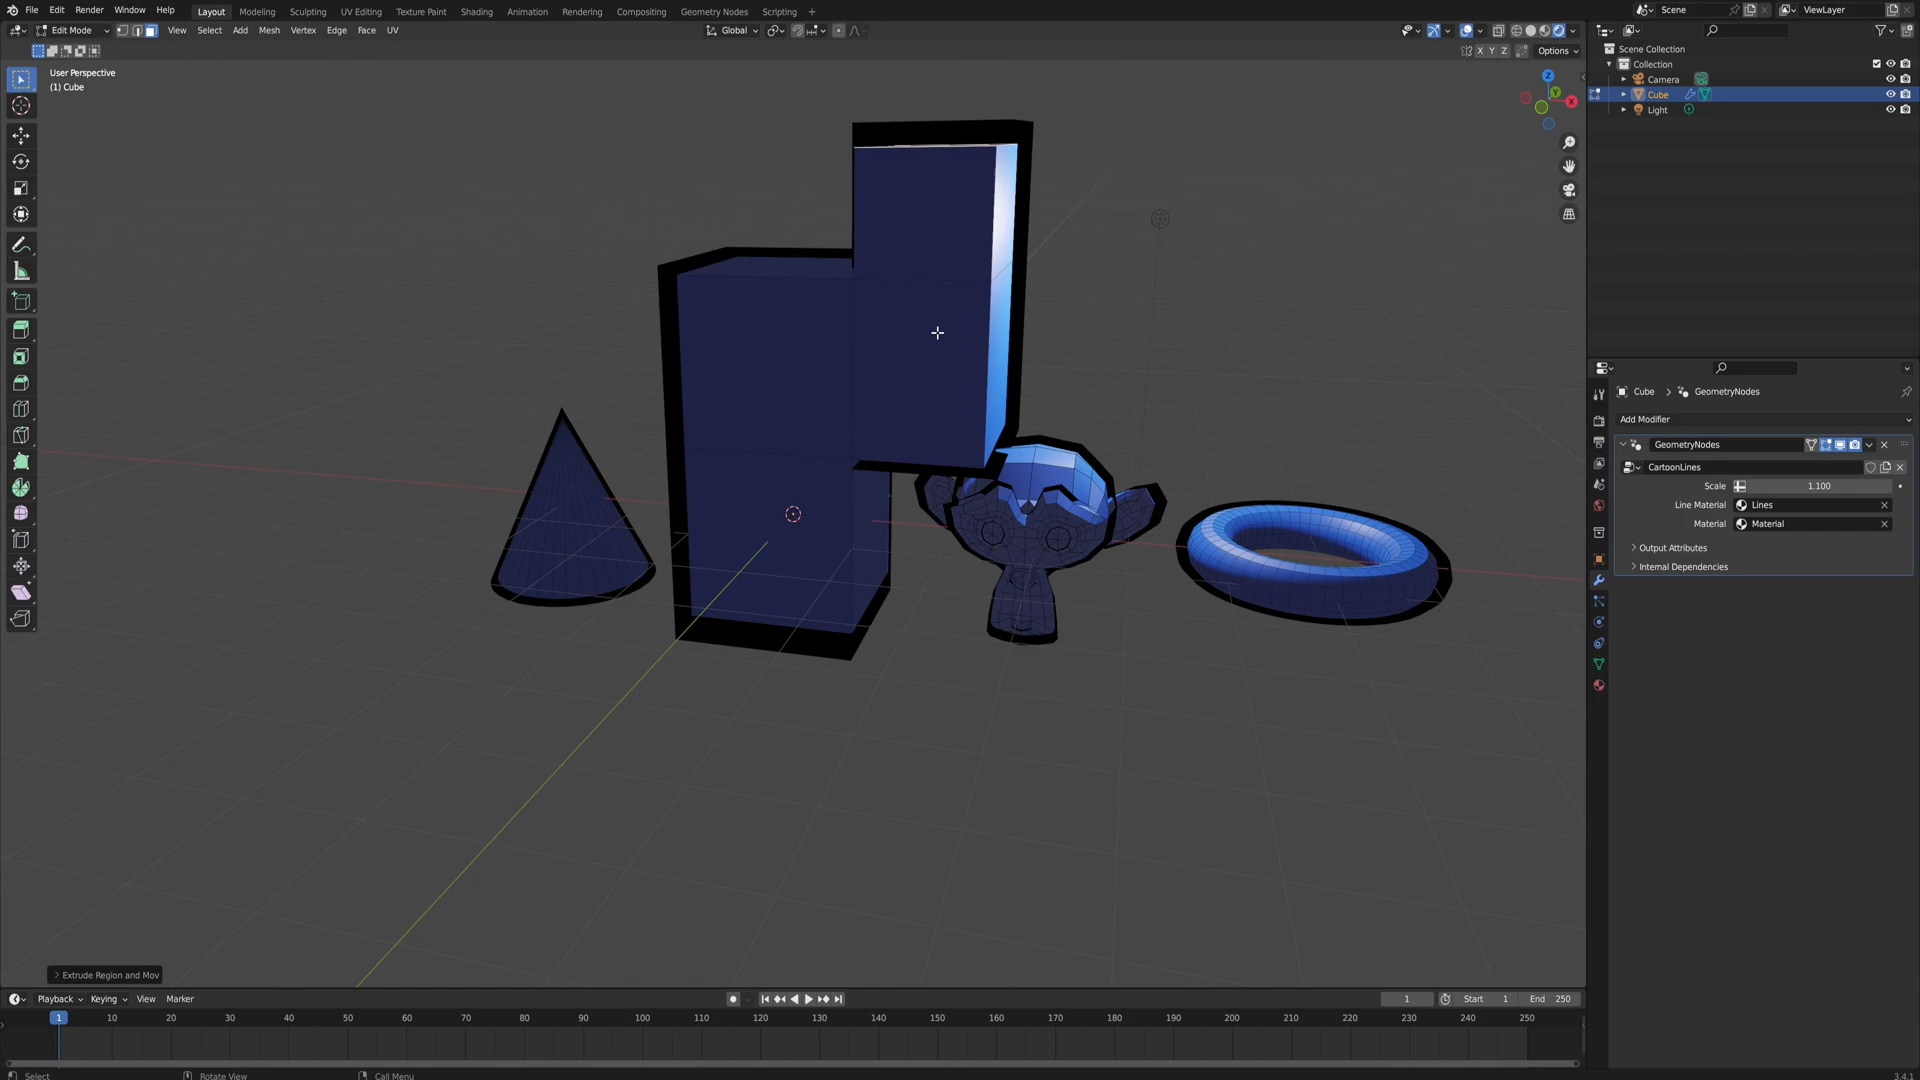 File Edit Render Window Help Layout Modeling Sculpting UV Editing Texture Paint Shading Animation Rendering Compositing Geometry Nodes Scripting + Scene ViewLayer
Edit Mode View Select Add Mesh Vertex Edge Face UV Global
X Y Z Options
User Perspective
(1) Cube
Z
Y
X
Scene Collection
Collection
Camera
Cube
Light
Cube > GeometryNodes
Add Modifier
GeometryNodes
CartoonLines
Scale 1.100
Line Material Lines
Material Material
Output Attributes
Internal Dependencies
Extrude Region and Mov
Playback Keying View Marker 1 Start 1 End 250
1 10 20 30 40 50 60 70 80 90 100 110 120 130 140 150 160 170 180 190 200 210 220 230 240 250
Select Rotate View Call Menu 3.4.1